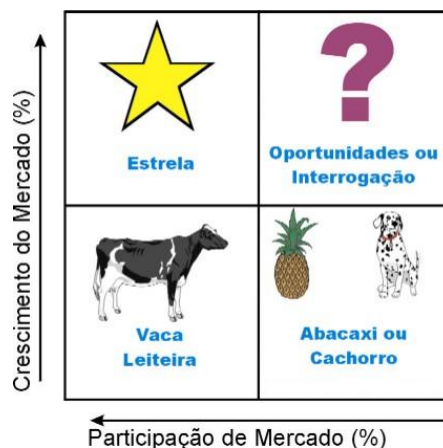 Crescimento do Mercado (%)
?
Estrela
Oportunidades ou
Interrogação
Vaca
Leiteira
Abacaxi ou
Cachorro
Participação de Mercado (%)